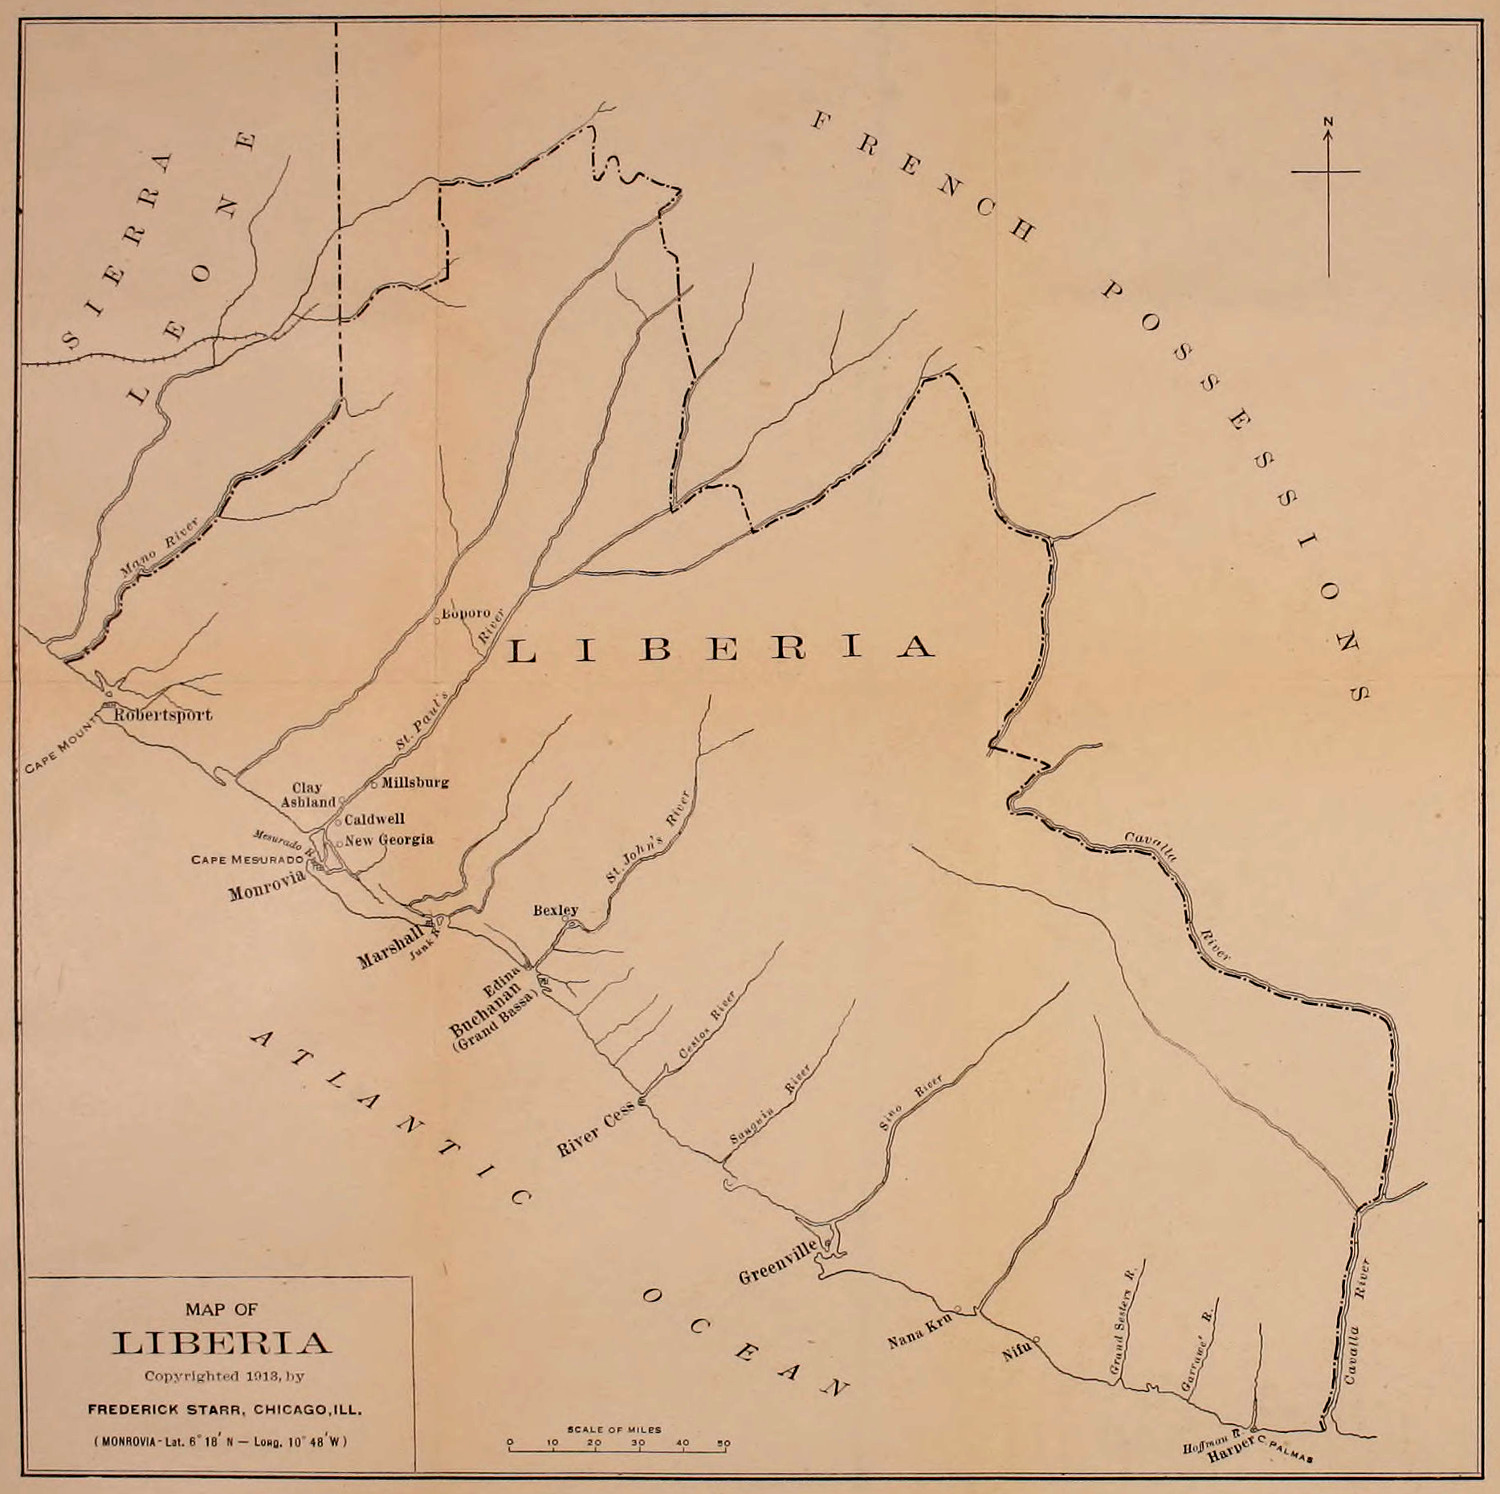 N
FRENCH POSSESSIONS
SIERRA
LEONE
Mano River
Boporo
LIBERIA
St. Paul's River
Robertsport
CAPE MOUNT
Clay
Ashland
Millsburg
Caldwell
New Georgia
Mesurado
CAPE MESURADO
Monrovia
Marshall
Junk R.
Bexley
St. John's River
Edina
Buchanan
(Grand Bassa)
Cestos River
River Cess
Sanguin River
Sino River
Greenville
Nana Kru
Nifu
Grand Sesters R.
Garrawe' R.
Cavalla River
Cavalla River
Hoffman R.
Harper
C. PALMAS
ATLANTIC
OCEAN
MAP OF
LIBERIA
Copyrighted 1913, by
FREDERICK STARR, CHICAGO, ILL.
(MONROVIA - Lat. 6° 18' N — Long. 10° 48' W)
SCALE OF MILES
0 10 20 30 40 50